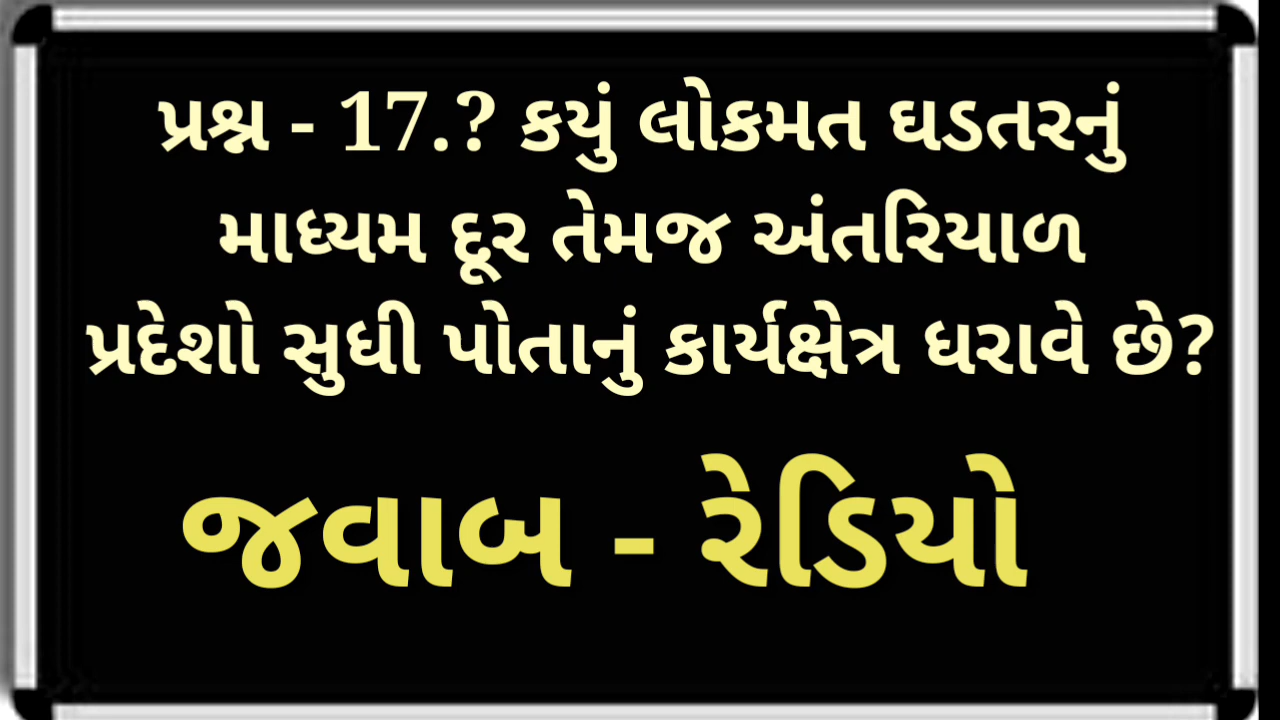 પ્રશ્ન - 17.? કયું લોકમત ઘડતરનું
માધ્યમ દૂર તેમજ અંતરિયાળ
પ્રદેશો સુધી પોતાનું કાર્યક્ષેત્ર ધરાવે છે?
જવાબ - રેડિયો